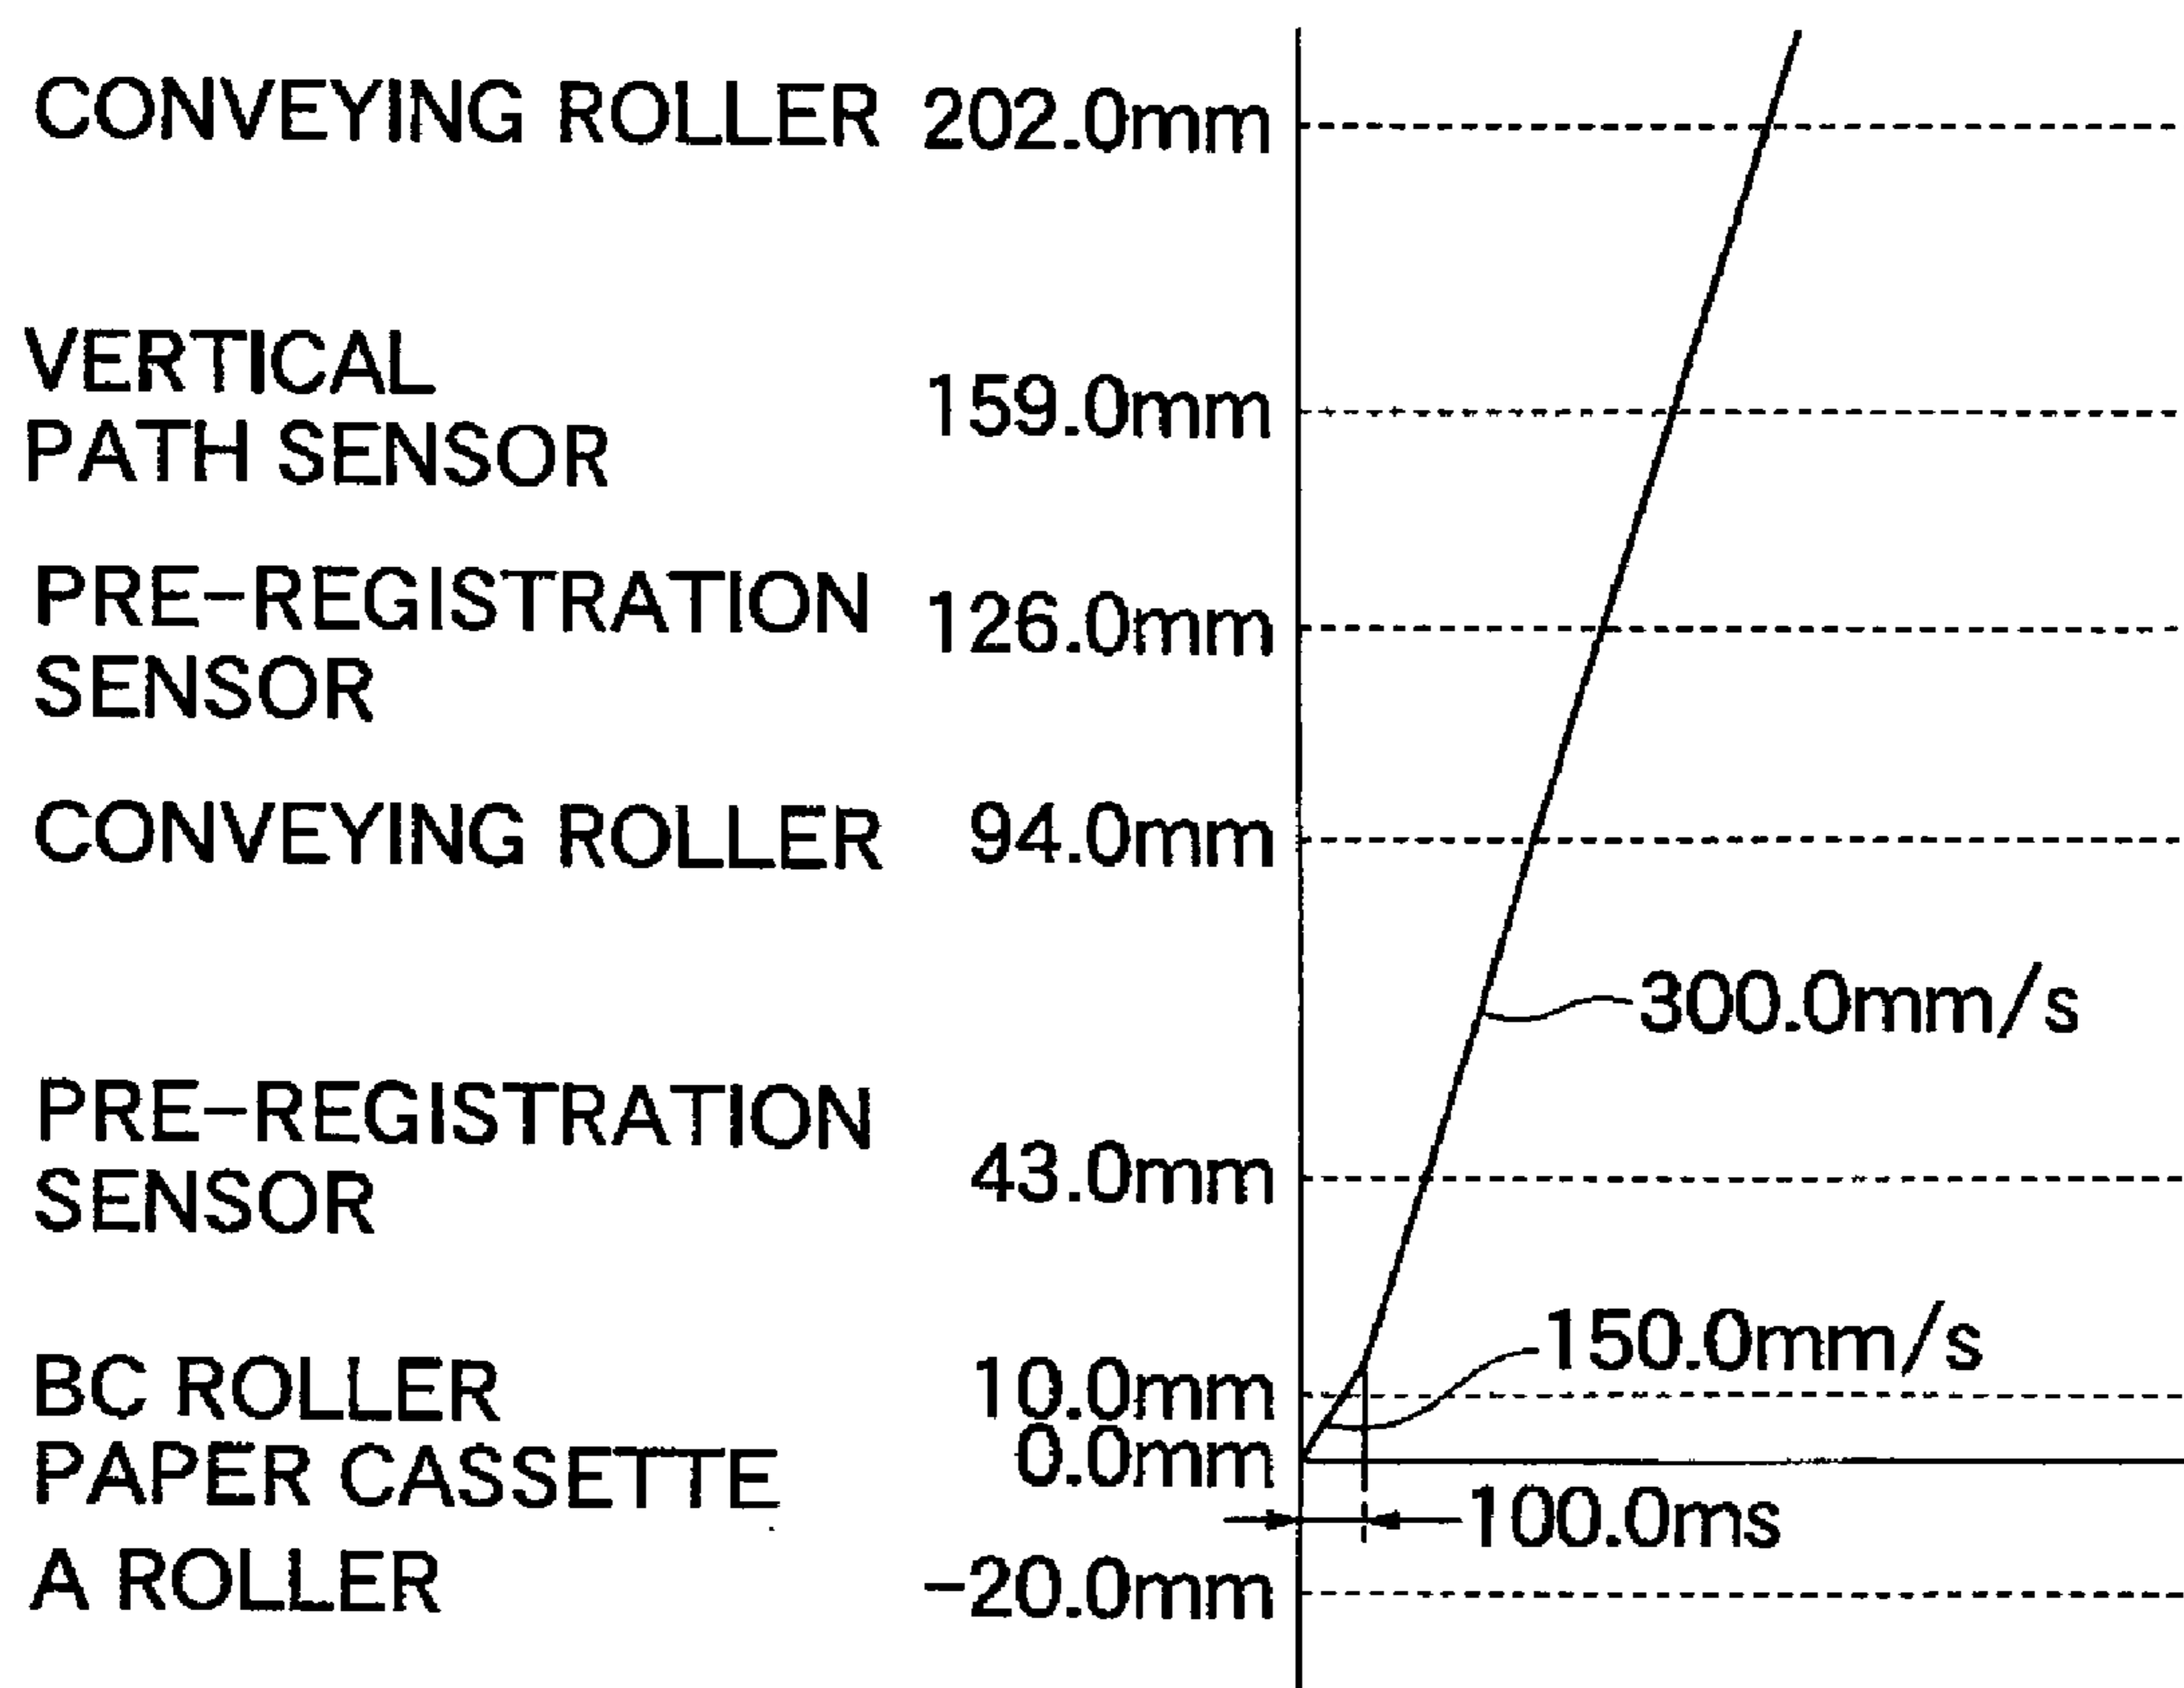 CONVEYING ROLLER 202.0mm
VERTICAL
PATH SENSOR
159.0mm
PRE-REGISTRATION
SENSOR
126.0mm
CONVEYING ROLLER 94.0mm
300.0mm/s
PRE-REGISTRATION
SENSOR
43.0mm
150.0mm/s
BC ROLLER 10.0mm
PAPER CASSETTE 0.0mm
100.0ms
A ROLLER -20.0mm